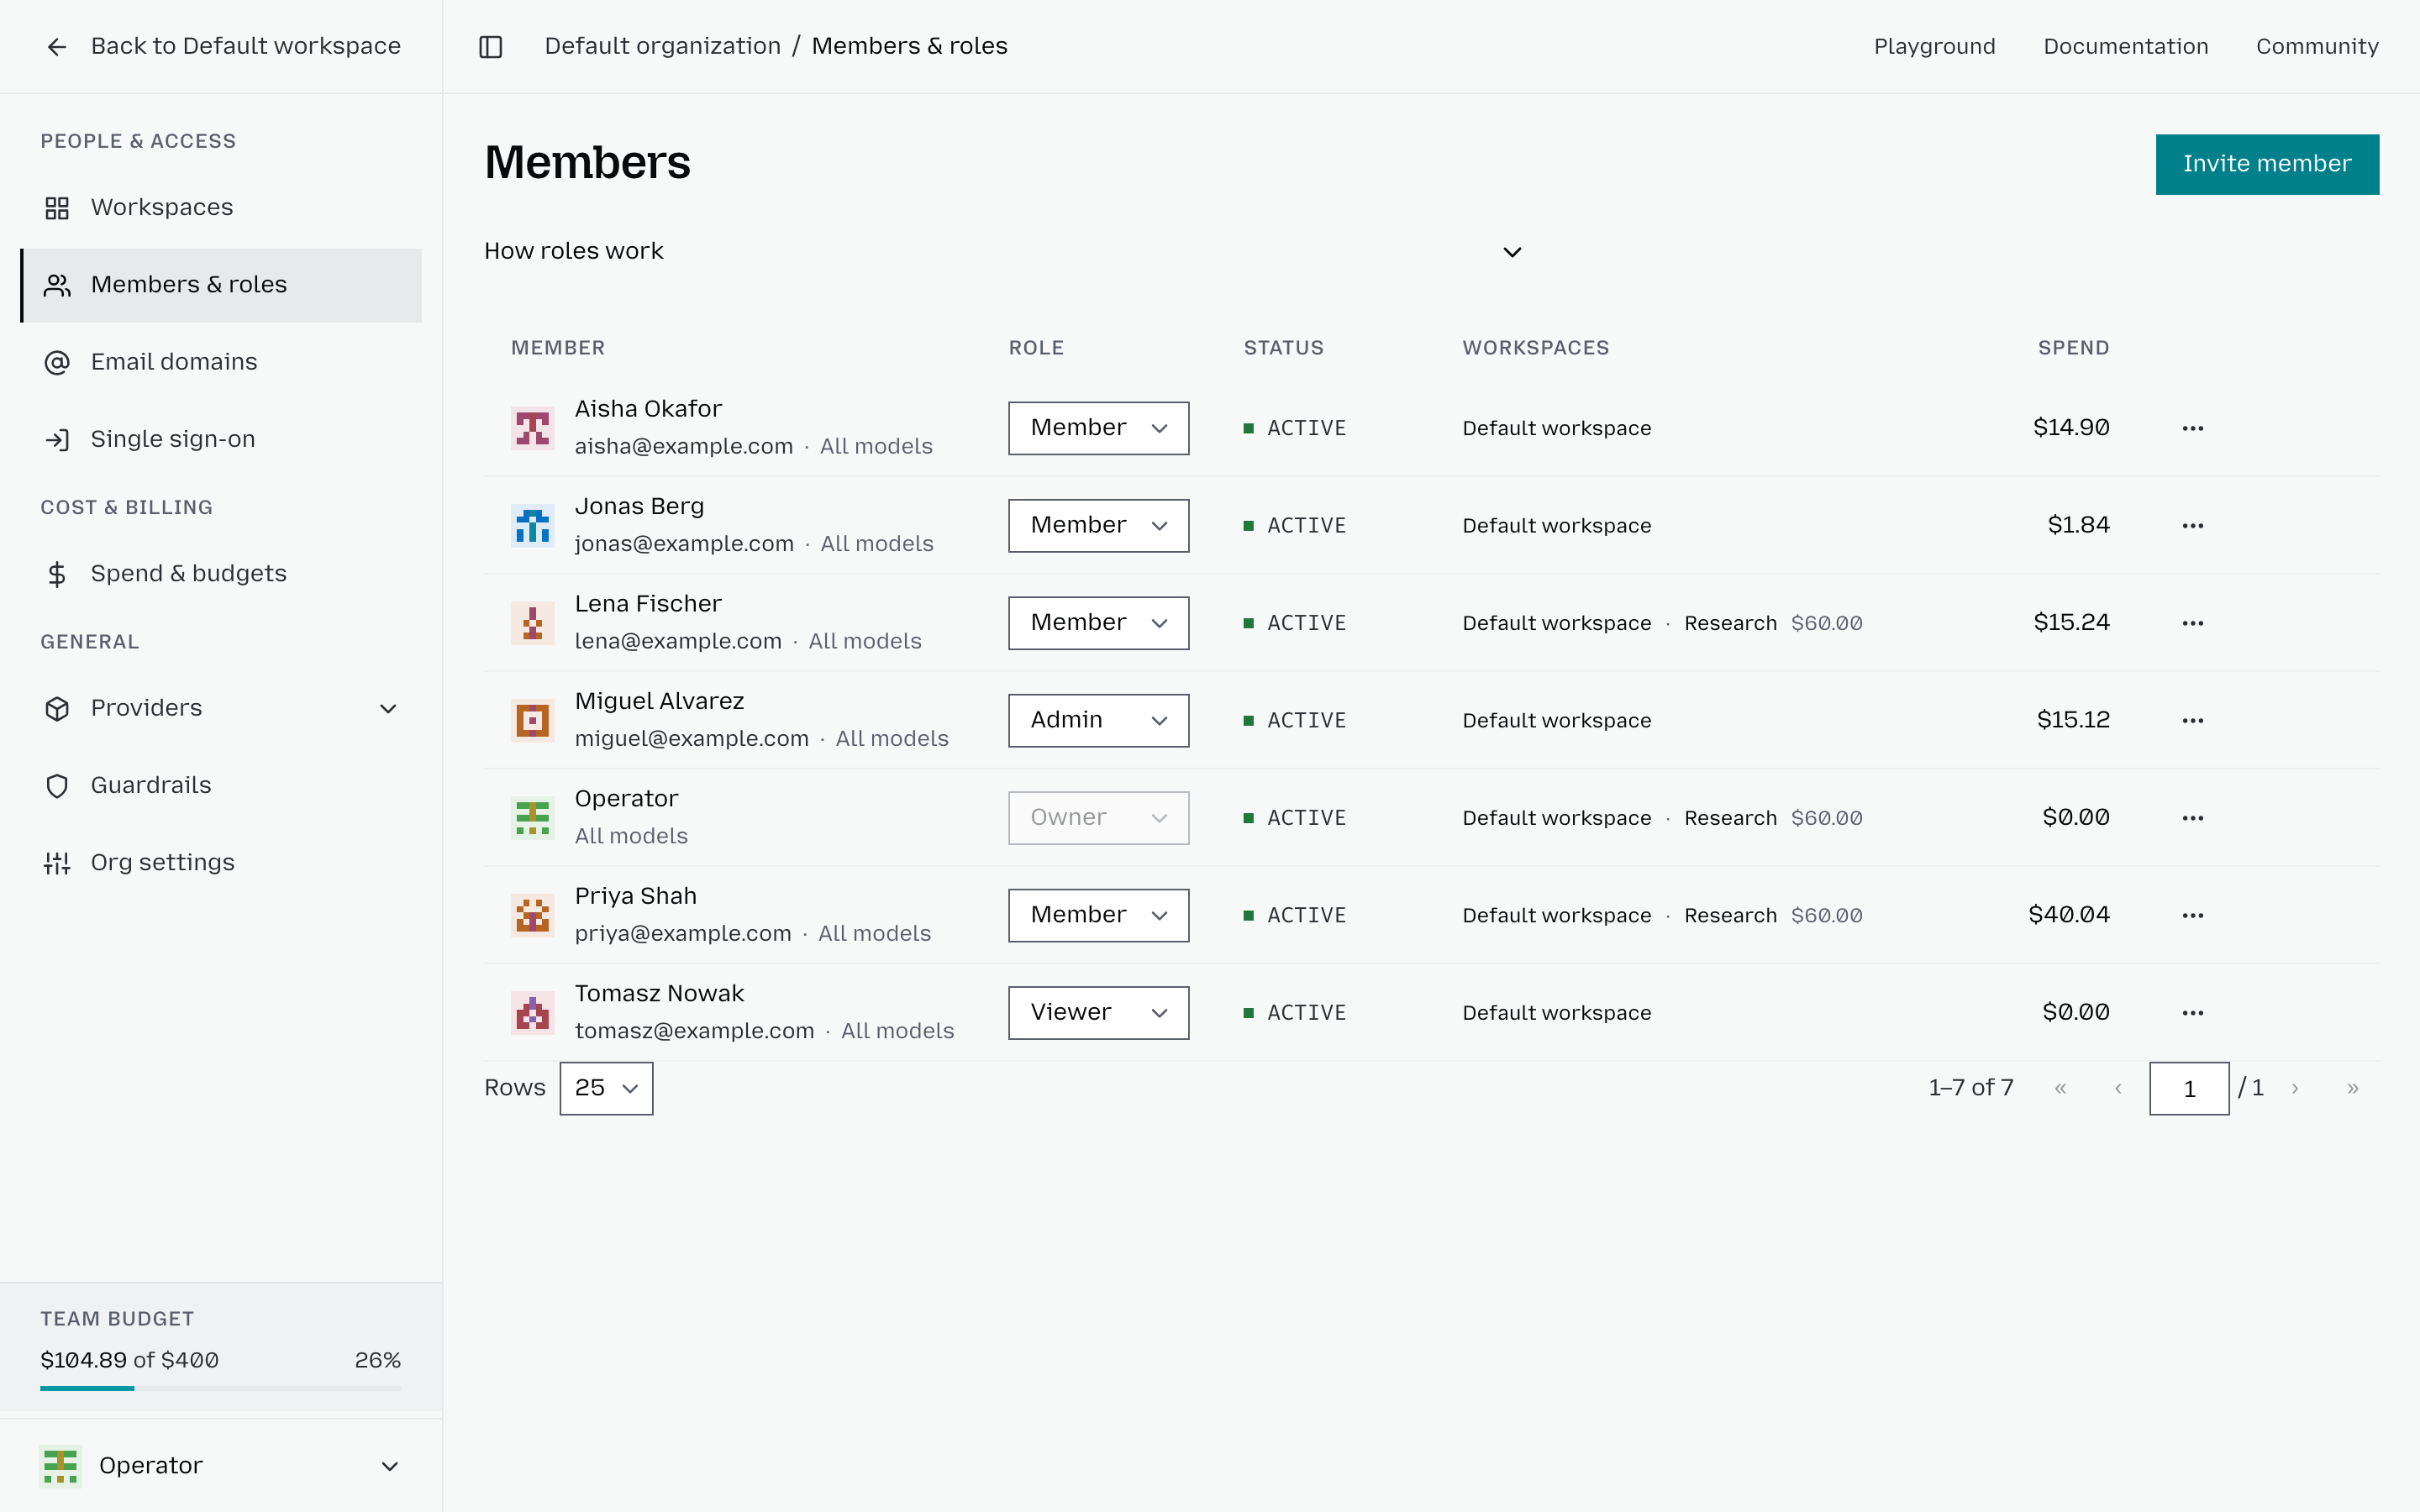 Back to Default workspace
Default organization / Members & roles
Playground
Documentation
Community
PEOPLE & ACCESS
Workspaces
Members & roles
Email domains
Single sign-on
COST & BILLING
Spend & budgets
GENERAL
Providers
Guardrails
Org settings
TEAM BUDGET
$104.89 of $400 26%
Operator
Members
Invite member
How roles work
MEMBER ROLE STATUS WORKSPACES SPEND
Aisha Okafor
aisha@example.com · All models
Member ACTIVE Default workspace $14.90
Jonas Berg
jonas@example.com · All models
Member ACTIVE Default workspace $1.84
Lena Fischer
lena@example.com · All models
Member ACTIVE Default workspace · Research $60.00 $15.24
Miguel Alvarez
miguel@example.com · All models
Admin ACTIVE Default workspace $15.12
Operator
All models
Owner ACTIVE Default workspace · Research $60.00 $0.00
Priya Shah
priya@example.com · All models
Member ACTIVE Default workspace · Research $60.00 $40.04
Tomasz Nowak
tomasz@example.com · All models
Viewer ACTIVE Default workspace $0.00
Rows 25
1–7 of 7 « ‹ 1 / 1 › »